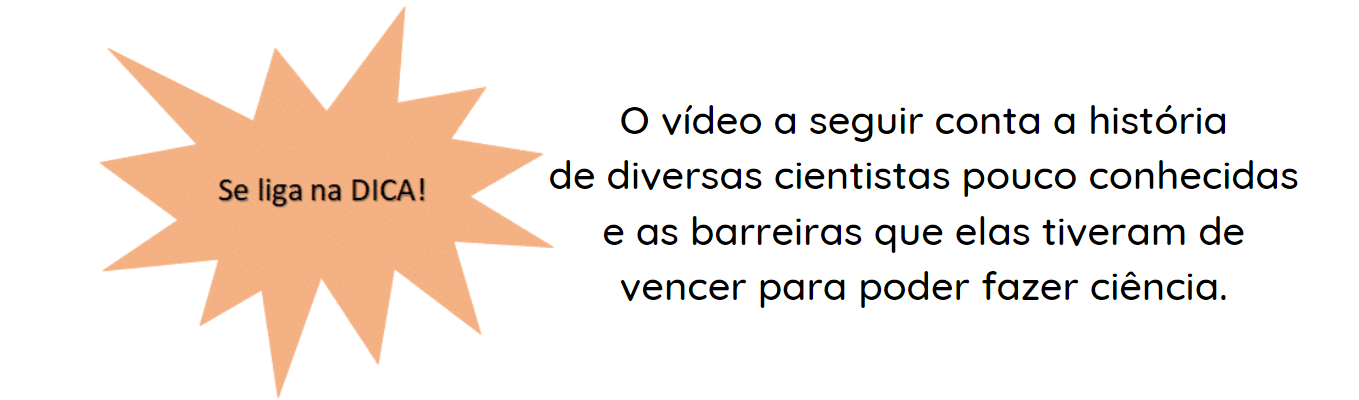 Se liga na DICA!
O vídeo a seguir conta a história
de diversas cientistas pouco conhecidas
e as barreiras que elas tiveram de
vencer para poder fazer ciência.